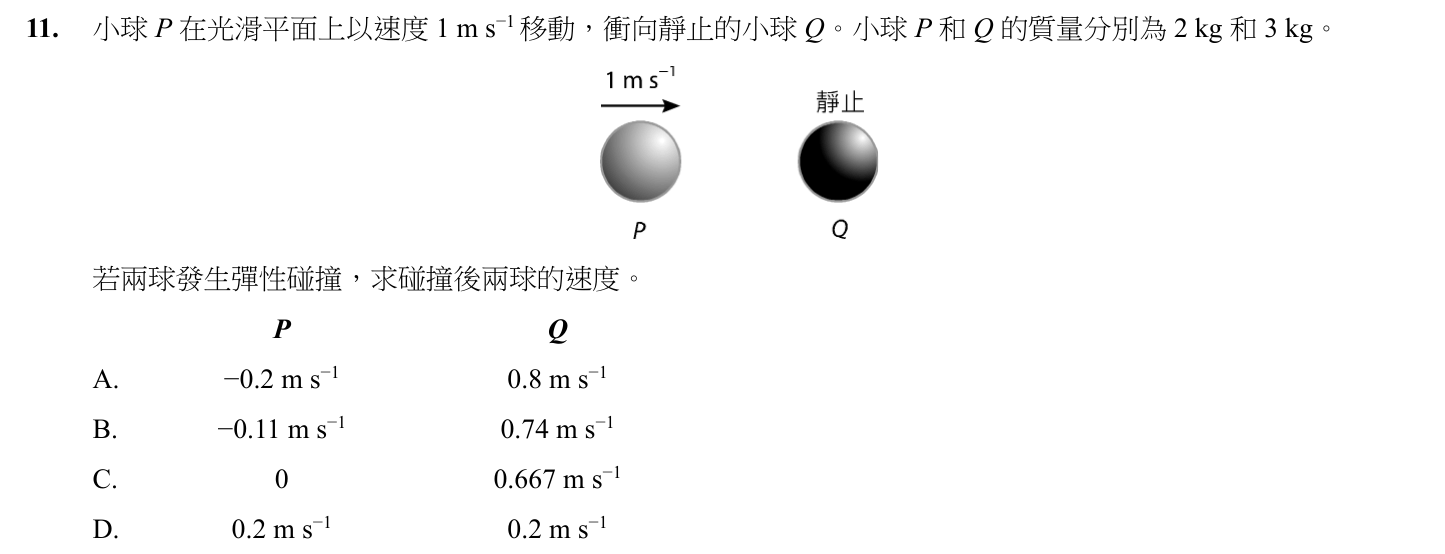 11. 小球 P 在光滑平面上以速度 1 m s⁻¹ 移動，衝向靜止的小球 Q。小球 P 和 Q 的質量分別為 2 kg 和 3 kg。
1 m s⁻¹
靜止
P Q
若兩球發生彈性碰撞，求碰撞後兩球的速度。
P Q
A. −0.2 m s⁻¹ 0.8 m s⁻¹
B. −0.11 m s⁻¹ 0.74 m s⁻¹
C. 0 0.667 m s⁻¹
D. 0.2 m s⁻¹ 0.2 m s⁻¹